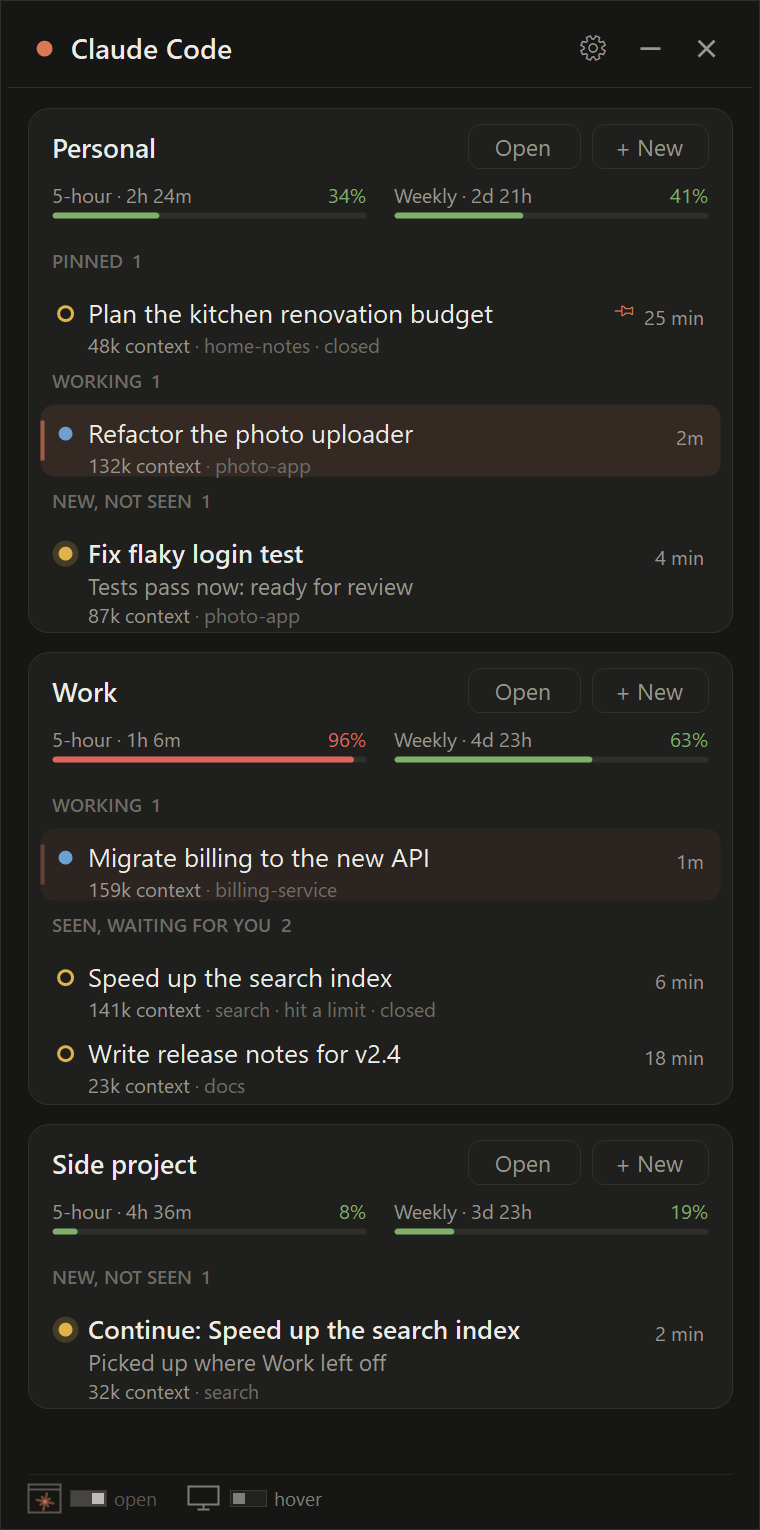 Claude Code
Personal
Open
+ New
5-hour · 2h 24m 34%
Weekly · 2d 21h 41%
PINNED 1
Plan the kitchen renovation budget 25 min
48k context · home-notes · closed
WORKING 1
Refactor the photo uploader 2m
132k context · photo-app
NEW, NOT SEEN 1
Fix flaky login test 4 min
Tests pass now: ready for review
87k context · photo-app
Work
Open
+ New
5-hour · 1h 6m 96%
Weekly · 4d 23h 63%
WORKING 1
Migrate billing to the new API 1m
159k context · billing-service
SEEN, WAITING FOR YOU 2
Speed up the search index 6 min
141k context · search · hit a limit · closed
Write release notes for v2.4 18 min
23k context · docs
Side project
Open
+ New
5-hour · 4h 36m 8%
Weekly · 3d 23h 19%
NEW, NOT SEEN 1
Continue: Speed up the search index 2 min
Picked up where Work left off
32k context · search
open
hover